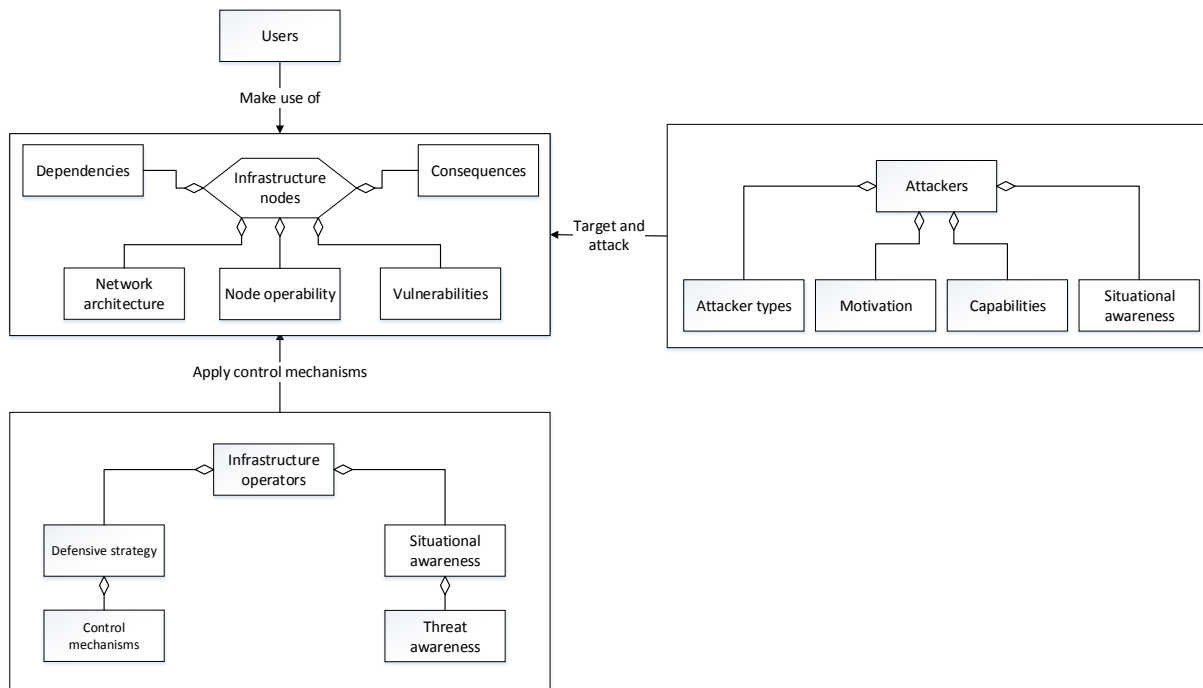 Users
Make use of
Dependencies
Infrastructure
nodes
Consequences
Network
architecture
Node operability
Vulnerabilities
Target and
attack
Attackers
Attacker types
Motivation
Capabilities
Situational
awareness
Apply control mechanisms
Infrastructure
operators
Defensive strategy
Situational
awareness
Control
mechanisms
Threat
awareness